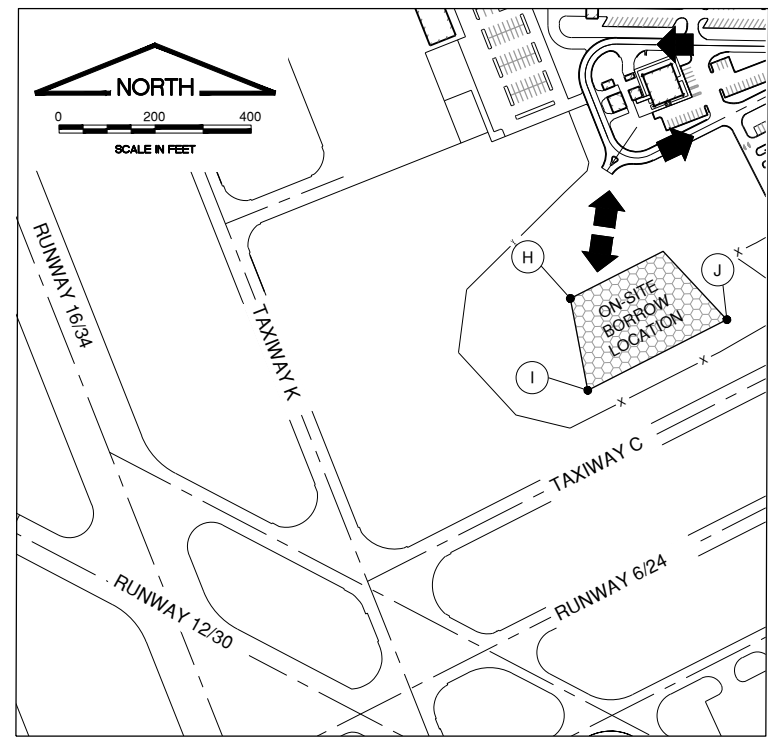 NORTH
0 200 400
SCALE IN FEET
RUNWAY 16/34
TAXIWAY K
H
J
ON-SITE
BORROW
LOCATION
I
x
x
x
TAXIWAY C
RUNWAY 12/30
RUNWAY 6/24